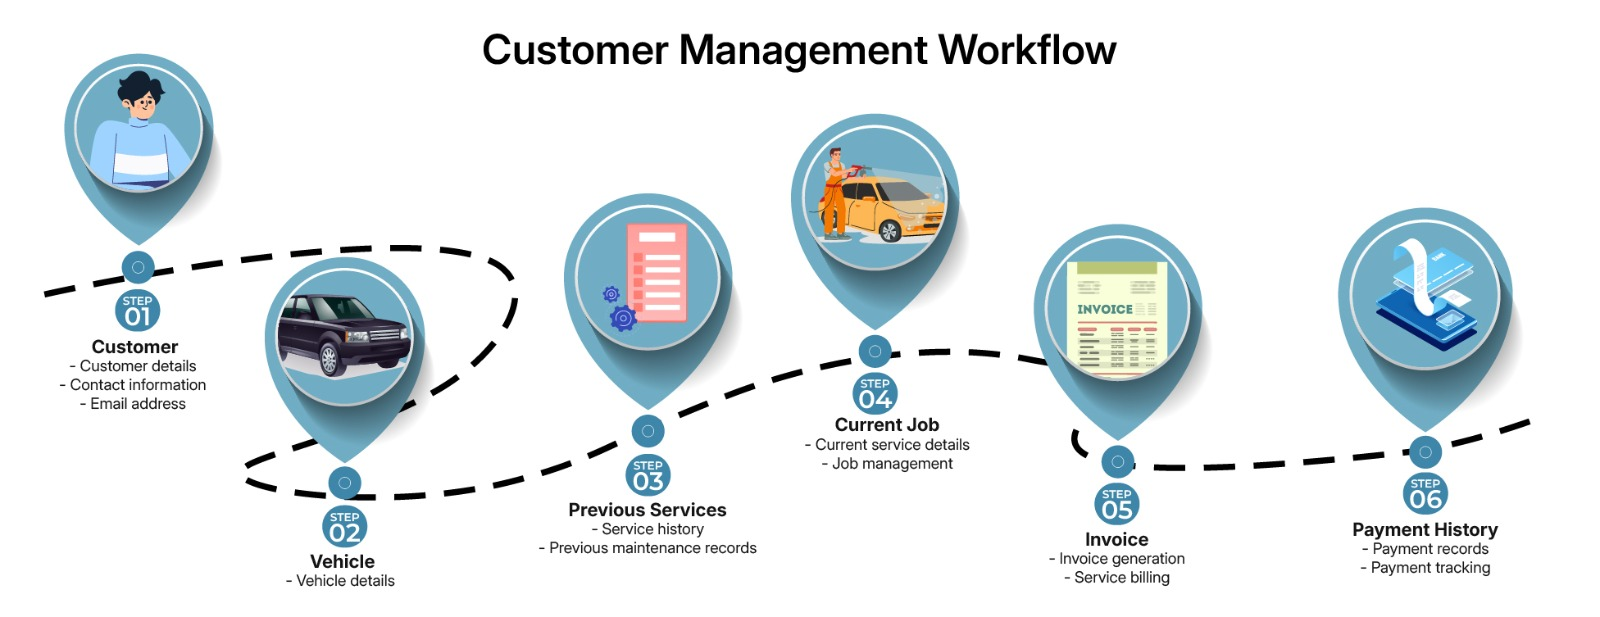 Customer Management Workflow
STEP
01
Customer
- Customer details
- Contact information
- Email address
STEP
02
Vehicle
- Vehicle details
STEP
03
Previous Services
- Service history
- Previous maintenance records
STEP
04
Current Job
- Current service details
- Job management
INVOICE
STEP
05
Invoice
- Invoice generation
- Service billing
BANK
STEP
06
Payment History
- Payment records
- Payment tracking